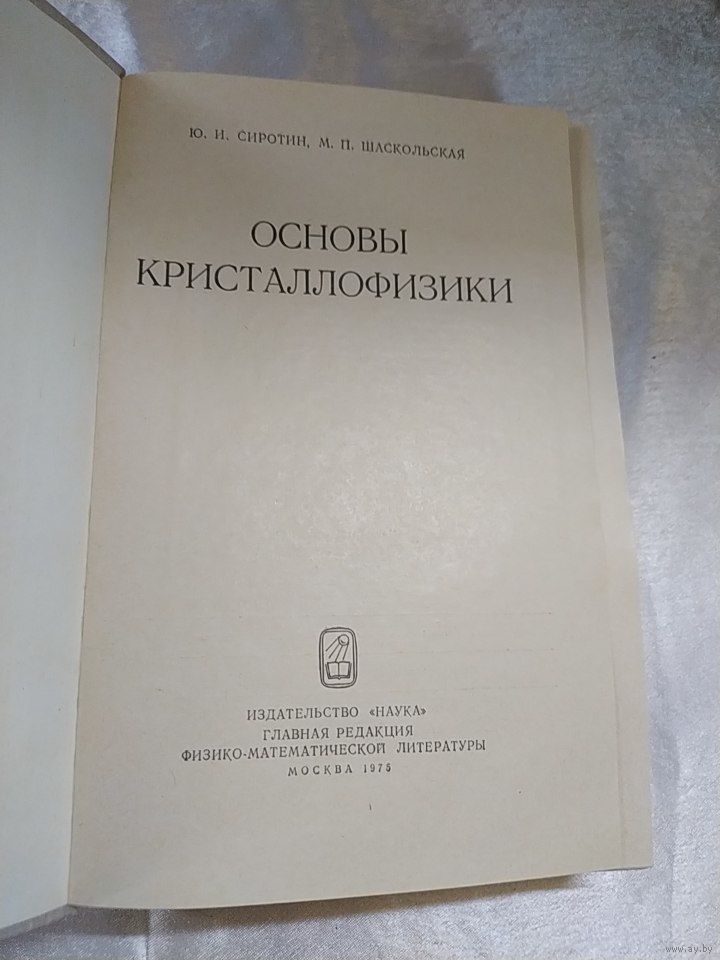 Ю. И. СИРОТИН, М. П. ШАСКОЛЬСКАЯ
ОСНОВЫ
КРИСТАЛЛОФИЗИКИ
ИЗДАТЕЛЬСТВО «НАУКА»
ГЛАВНАЯ РЕДАКЦИЯ
ФИЗИКО-МАТЕМАТИЧЕСКОЙ ЛИТЕРАТУРЫ
МОСКВА 1975
www.ay.by